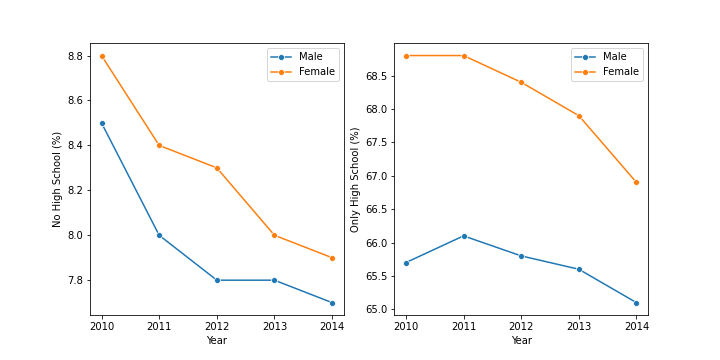 No High School (%)
8.8
8.6
8.4
8.2
8.0
7.8
2010 2011 2012 2013 2014
Year
Male
Female
Only High School (%)
68.5
68.0
67.5
67.0
66.5
66.0
65.5
65.0
2010 2011 2012 2013 2014
Year
Male
Female